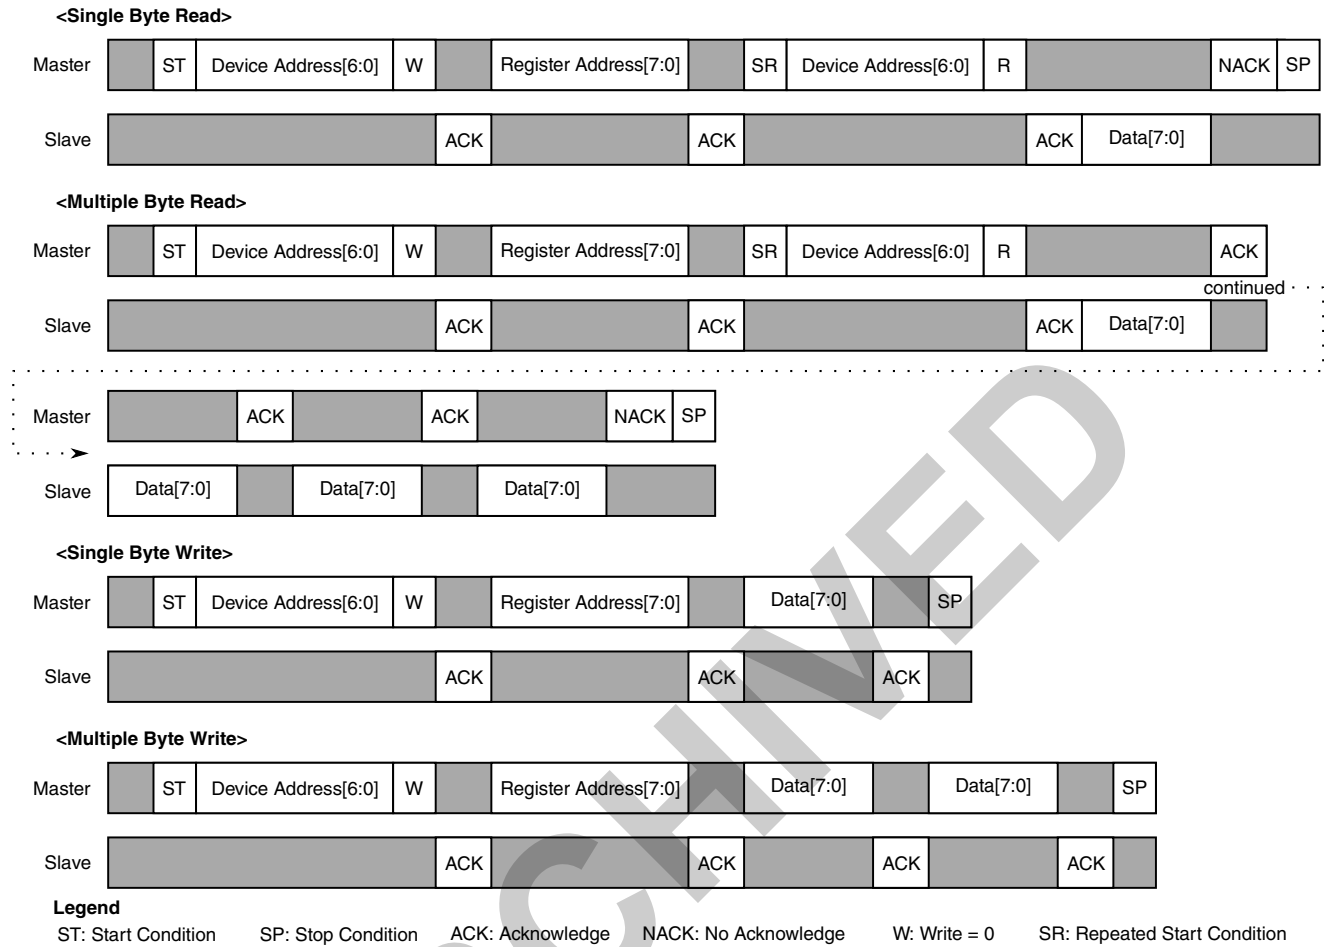 <Single Byte Read>
Master ST Device Address[6:0] W Register Address[7:0] SR Device Address[6:0] R NACK SP
Slave ACK ACK ACK Data[7:0]
<Multiple Byte Read>
Master ST Device Address[6:0] W Register Address[7:0] SR Device Address[6:0] R ACK
continued
Slave ACK ACK ACK Data[7:0]
Master ACK ACK NACK SP
Slave Data[7:0] Data[7:0] Data[7:0]
<Single Byte Write>
Master ST Device Address[6:0] W Register Address[7:0] Data[7:0] SP
Slave ACK ACK ACK
<Multiple Byte Write>
Master ST Device Address[6:0] W Register Address[7:0] Data[7:0] Data[7:0] SP
Slave ACK ACK ACK ACK
Legend
ST: Start Condition SP: Stop Condition ACK: Acknowledge NACK: No Acknowledge W: Write = 0 SR: Repeated Start Condition
CHIVED